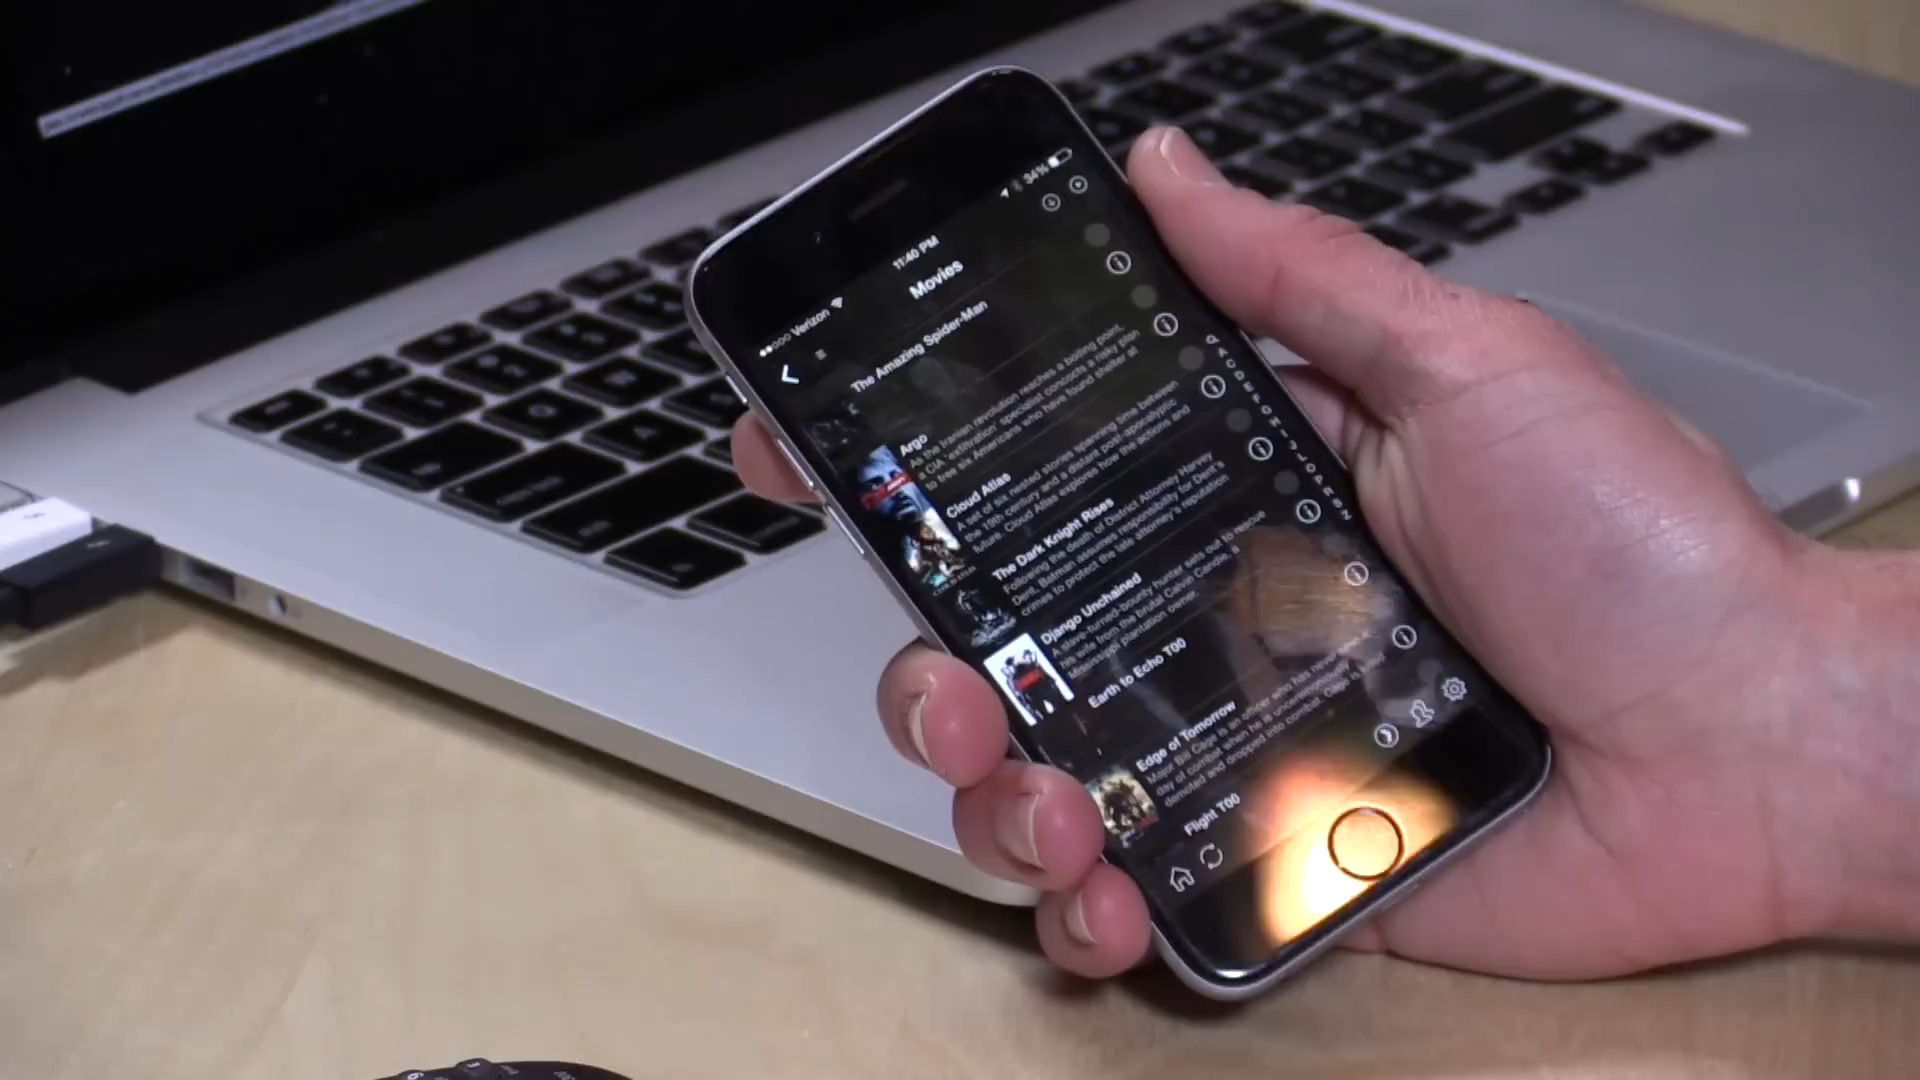 ●●○○○ Verizon 11:40 PM 34%
Movies
The Amazing Spider-Man
Argo
As the Iranian revolution reaches a boiling point,
a CIA 'exfiltration' specialist concocts a risky plan
to free six Americans who have found shelter at
Cloud Atlas
A set of six nested stories spanning time between
the 19th century and a distant post-apocalyptic
future. Cloud Atlas explores how the actions and
The Dark Knight Rises
Following the death of District Attorney Harvey
Dent, Batman assumes responsibility for Dent's
crimes to protect the late attorney's reputation
Django Unchained
A slave-turned-bounty hunter sets out to rescue
his wife from the brutal Calvin Candie, a
Mississippi plantation owner.
Earth to Echo T00
Edge of Tomorrow
Major Bill Cage is an officer who has never seen a
day of combat when he is unceremoniously
demoted and dropped into combat. Cage is killed
Flight T00
A
C
D
E
F
G
H
I
J
L
O
P
R
S
Z